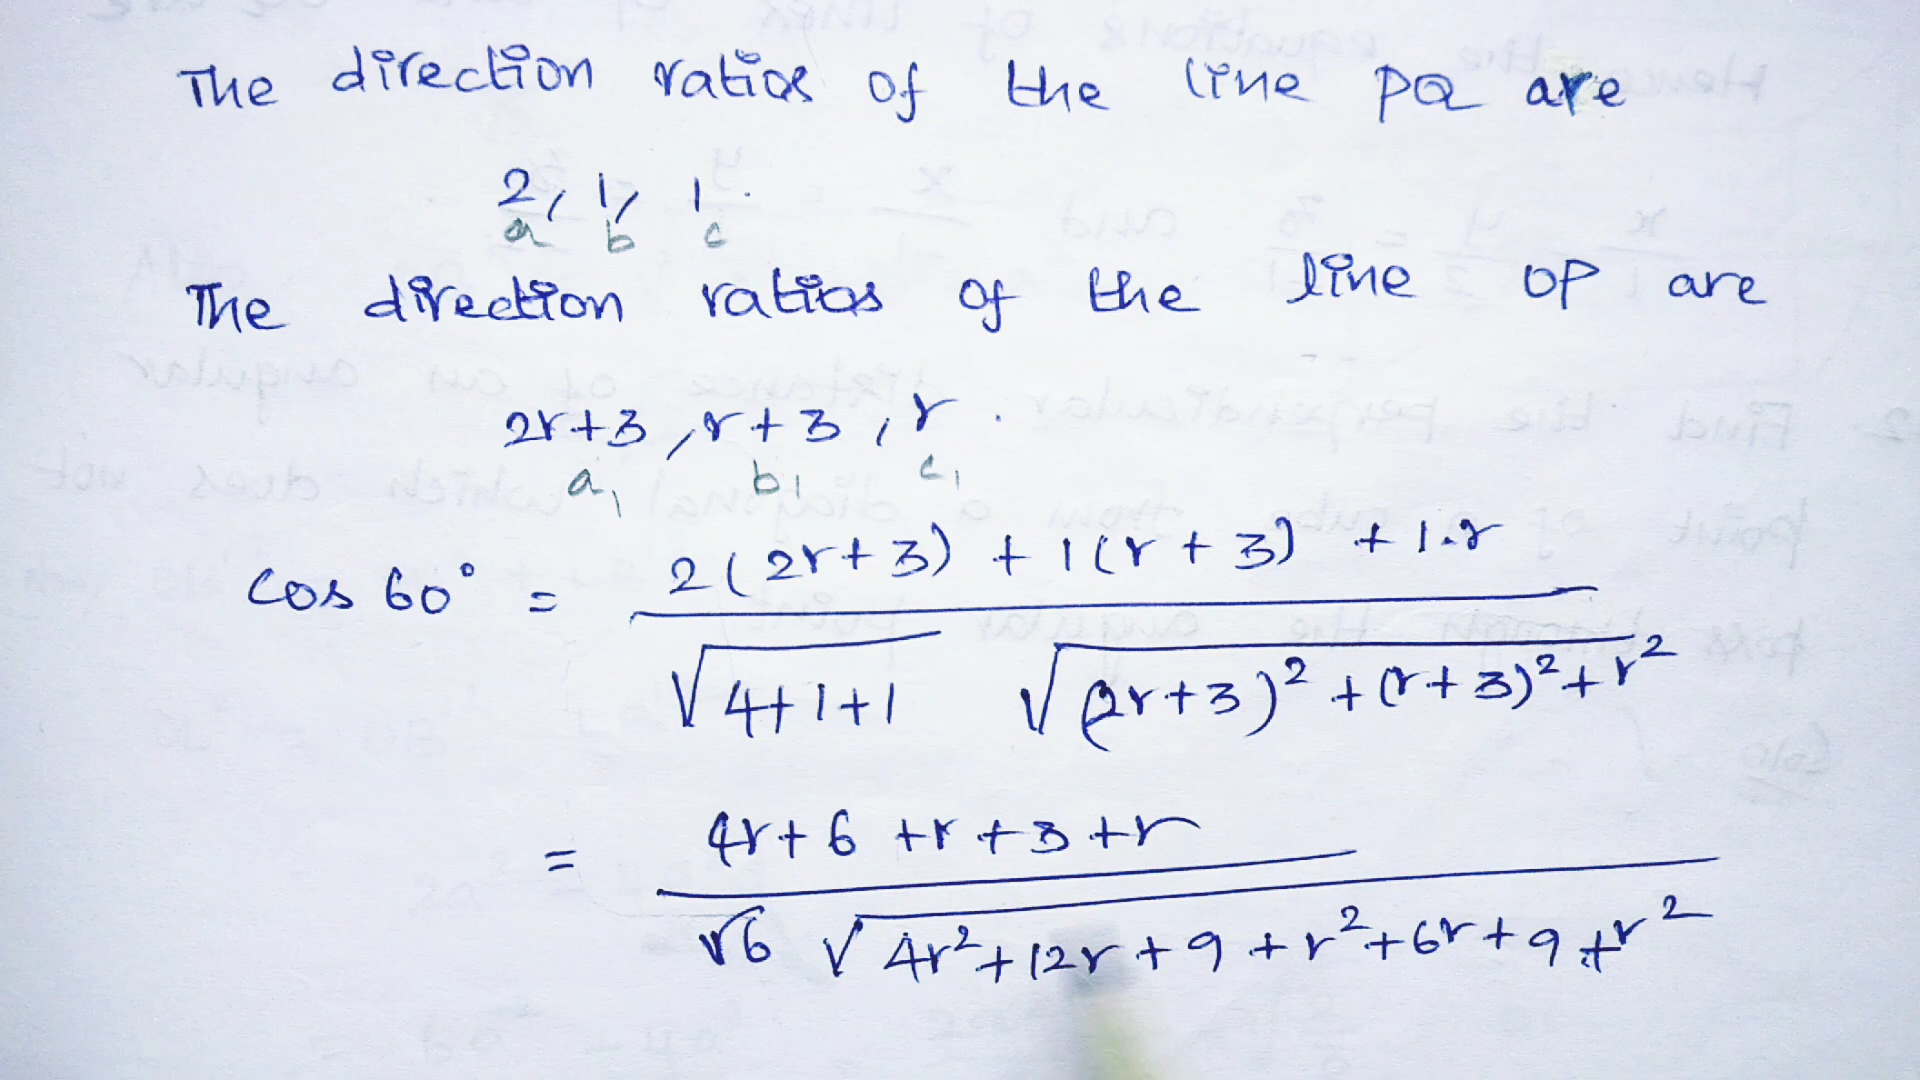 The direction ratios of the line PQ are
2, 1, 1.
a b c
The direction ratios of the line OP are
2r+3, r+3, r.
a₁ b₁ c₁
cos 60° = 2(2r+3) + 1(r+3) + 1.r / √4+1+1 √(2r+3)² + (r+3)² + r²
= 4r+6 +r+3+r / √6 √4r²+12r+9+r²+6r+9+r²